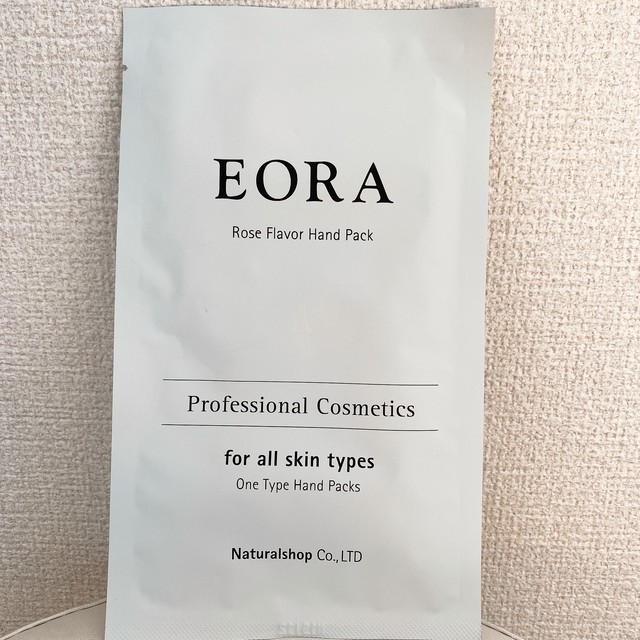 EORA
Rose Flavor Hand Pack
Professional Cosmetics
for all skin types
One Type Hand Packs
Naturalshop Co.,LTD